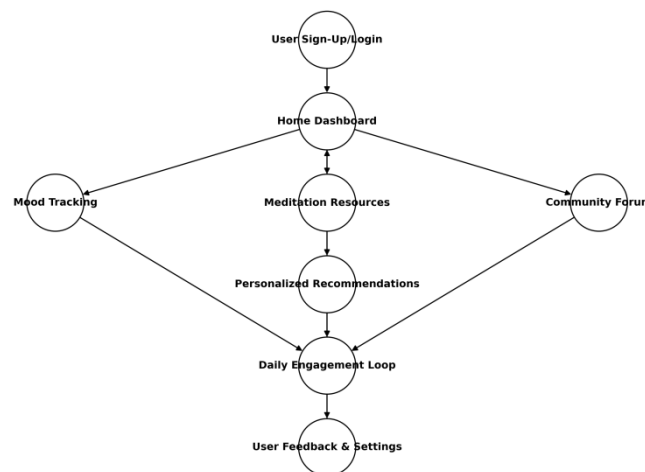 User Sign-Up/Login
Home Dashboard
Mood Tracking
Meditation Resources
Community Forum
Personalized Recommendations
Daily Engagement Loop
User Feedback & Settings